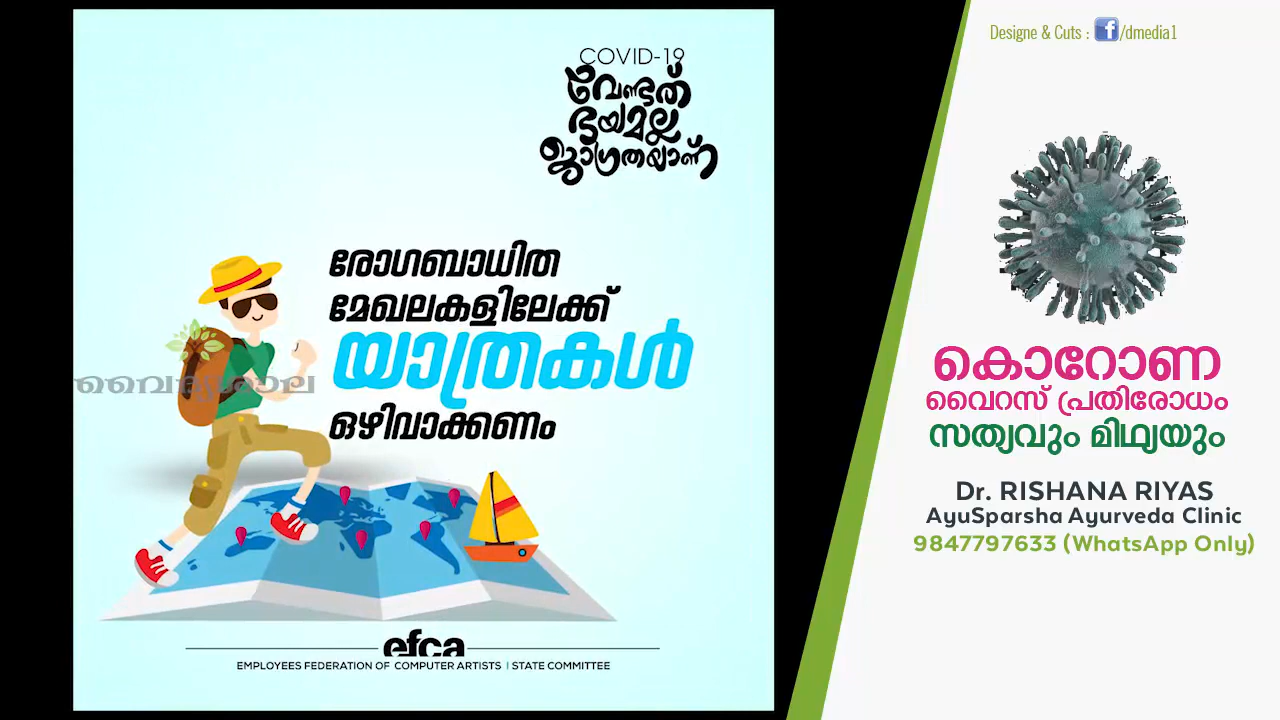 COVID-19
വേണ്ടത്
ഭയമല്ല
ജാഗ്രതയാണ്
രോഗബാധിത
മേഖലകളിലേക്ക്
യാത്രകൾ
ഒഴിവാക്കണം
വൈദ്യശാല
efca
EMPLOYEES FEDERATION OF COMPUTER ARTISTS | STATE COMMITTEE
Designe & Cuts : f/dmedia1
കൊറോണ
വൈറസ് പ്രതിരോധം
സത്യവും മിഥ്യയും
Dr. RISHANA RIYAS
AyuSparsha Ayurveda Clinic
9847797633 (WhatsApp Only)